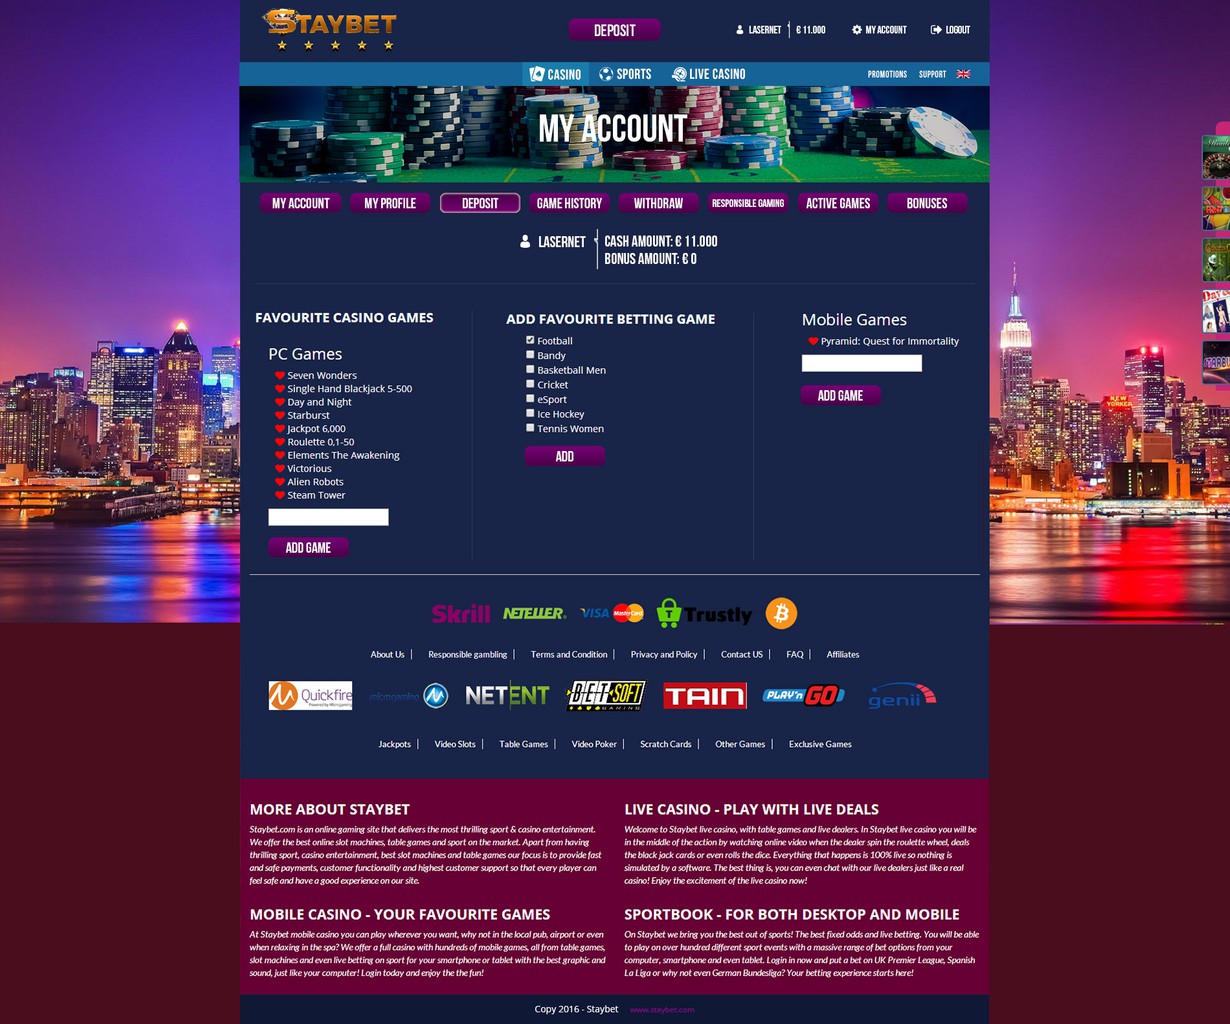 STAYBET
DEPOSIT
LASERNET € 11.000 MY ACCOUNT LOGOUT
CASINO SPORTS LIVE CASINO
PROMOTIONS SUPPORT
MY ACCOUNT
MY ACCOUNT MY PROFILE DEPOSIT GAME HISTORY WITHDRAW RESPONSIBLE GAMING ACTIVE GAMES BONUSES
LASERNET
CASH AMOUNT: € 11.000
BONUS AMOUNT: € 0
FAVOURITE CASINO GAMES
PC Games
Seven Wonders
Single Hand Blackjack 5-500
Day and Night
Starburst
Jackpot 6,000
Roulette 0,1-50
Elements The Awakening
Victorious
Alien Robots
Steam Tower
ADD GAME
ADD FAVOURITE BETTING GAME
Football
Bandy
Basketball Men
Cricket
eSport
Ice Hockey
Tennis Women
ADD
Mobile Games
Pyramid: Quest for Immortality
ADD GAME
NEW YORKER
Skrill NETELLER VISA MasterCard T Trustly B
About Us Responsible gambling Terms and Condition Privacy and Policy Contact US FAQ Affiliates
Quickfire
Powered by Microgaming
microgaming NETENT BETSOFT GAMING TAIN PLAY'n GO genii
Jackpots Video Slots Table Games Video Poker Scratch Cards Other Games Exclusive Games
MORE ABOUT STAYBET
Staybet.com is an online gaming site that delivers the most thrilling sport & casino entertainment.
We offer the best online slot machines, table games and sport on the market. Apart from having
thrilling sport, casino entertainment, best slot machines and table games our focus is to provide fast
and safe payments, customer functionality and highest customer support so that every player can
feel safe and have a good experience on our site.
LIVE CASINO - PLAY WITH LIVE DEALS
Welcome to Staybet live casino, with table games and live dealers. In Staybet live casino you will be
in the middle of the action by watching online video when the dealer spin the roulette wheel, deals
the black jack cards or even rolls the dice. Everything that happens is 100% live so nothing is
simulated by a software. The best thing is, you can even chat with our live dealers just like a real
casino! Enjoy the excitement of the live casino now!
MOBILE CASINO - YOUR FAVOURITE GAMES
At Staybet mobile casino you can play wherever you want, why not in the local pub, airport or even
when relaxing in the spa? We offer a full casino with hundreds of mobile games, all from table games,
slot machines and even live betting on sport for your smartphone or tablet with the best graphic and
sound, just like your computer! Login today and enjoy the the fun!
SPORTBOOK - FOR BOTH DESKTOP AND MOBILE
On Staybet we bring you the best out of sports! The best fixed odds and live betting. You will be able
to play on over hundred different sport events with a massive range of bet options from your
computer, smartphone and even tablet. Login in now and put a bet on UK Premier League, Spanish
La Liga or why not even German Bundesliga? Your betting experience starts here!
Copy 2016 - Staybet www.staybet.com